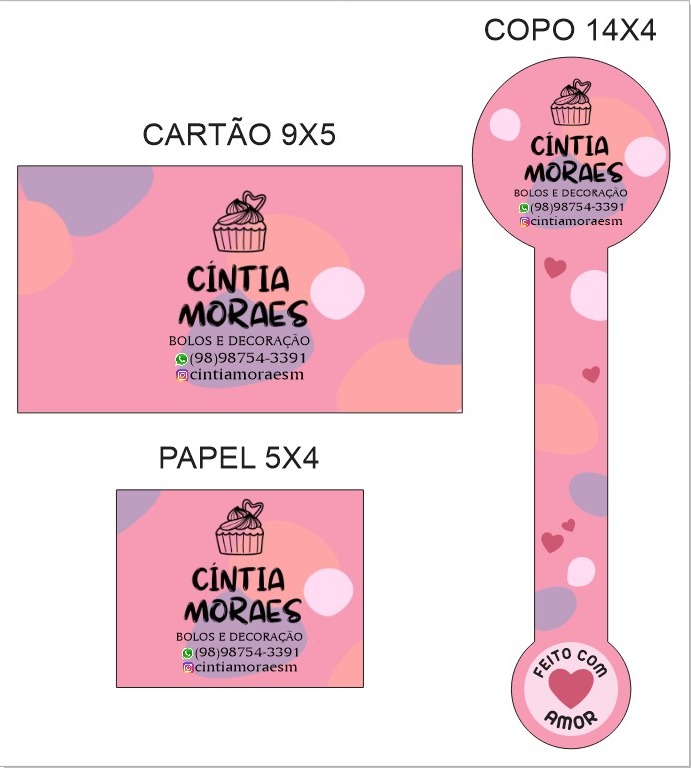 COPO 14X4
CÍNTIA
MORAES
BOLOS E DECORAÇÃO
(98)98754-3391
cintiamoraesm
CARTÃO 9X5
CÍNTIA
MORAES
BOLOS E DECORAÇÃO
(98)98754-3391
cintiamoraesm
PAPEL 5X4
CÍNTIA
MORAES
BOLOS E DECORAÇÃO
(98)98754-3391
cintiamoraesm
FEITO COM
AMOR